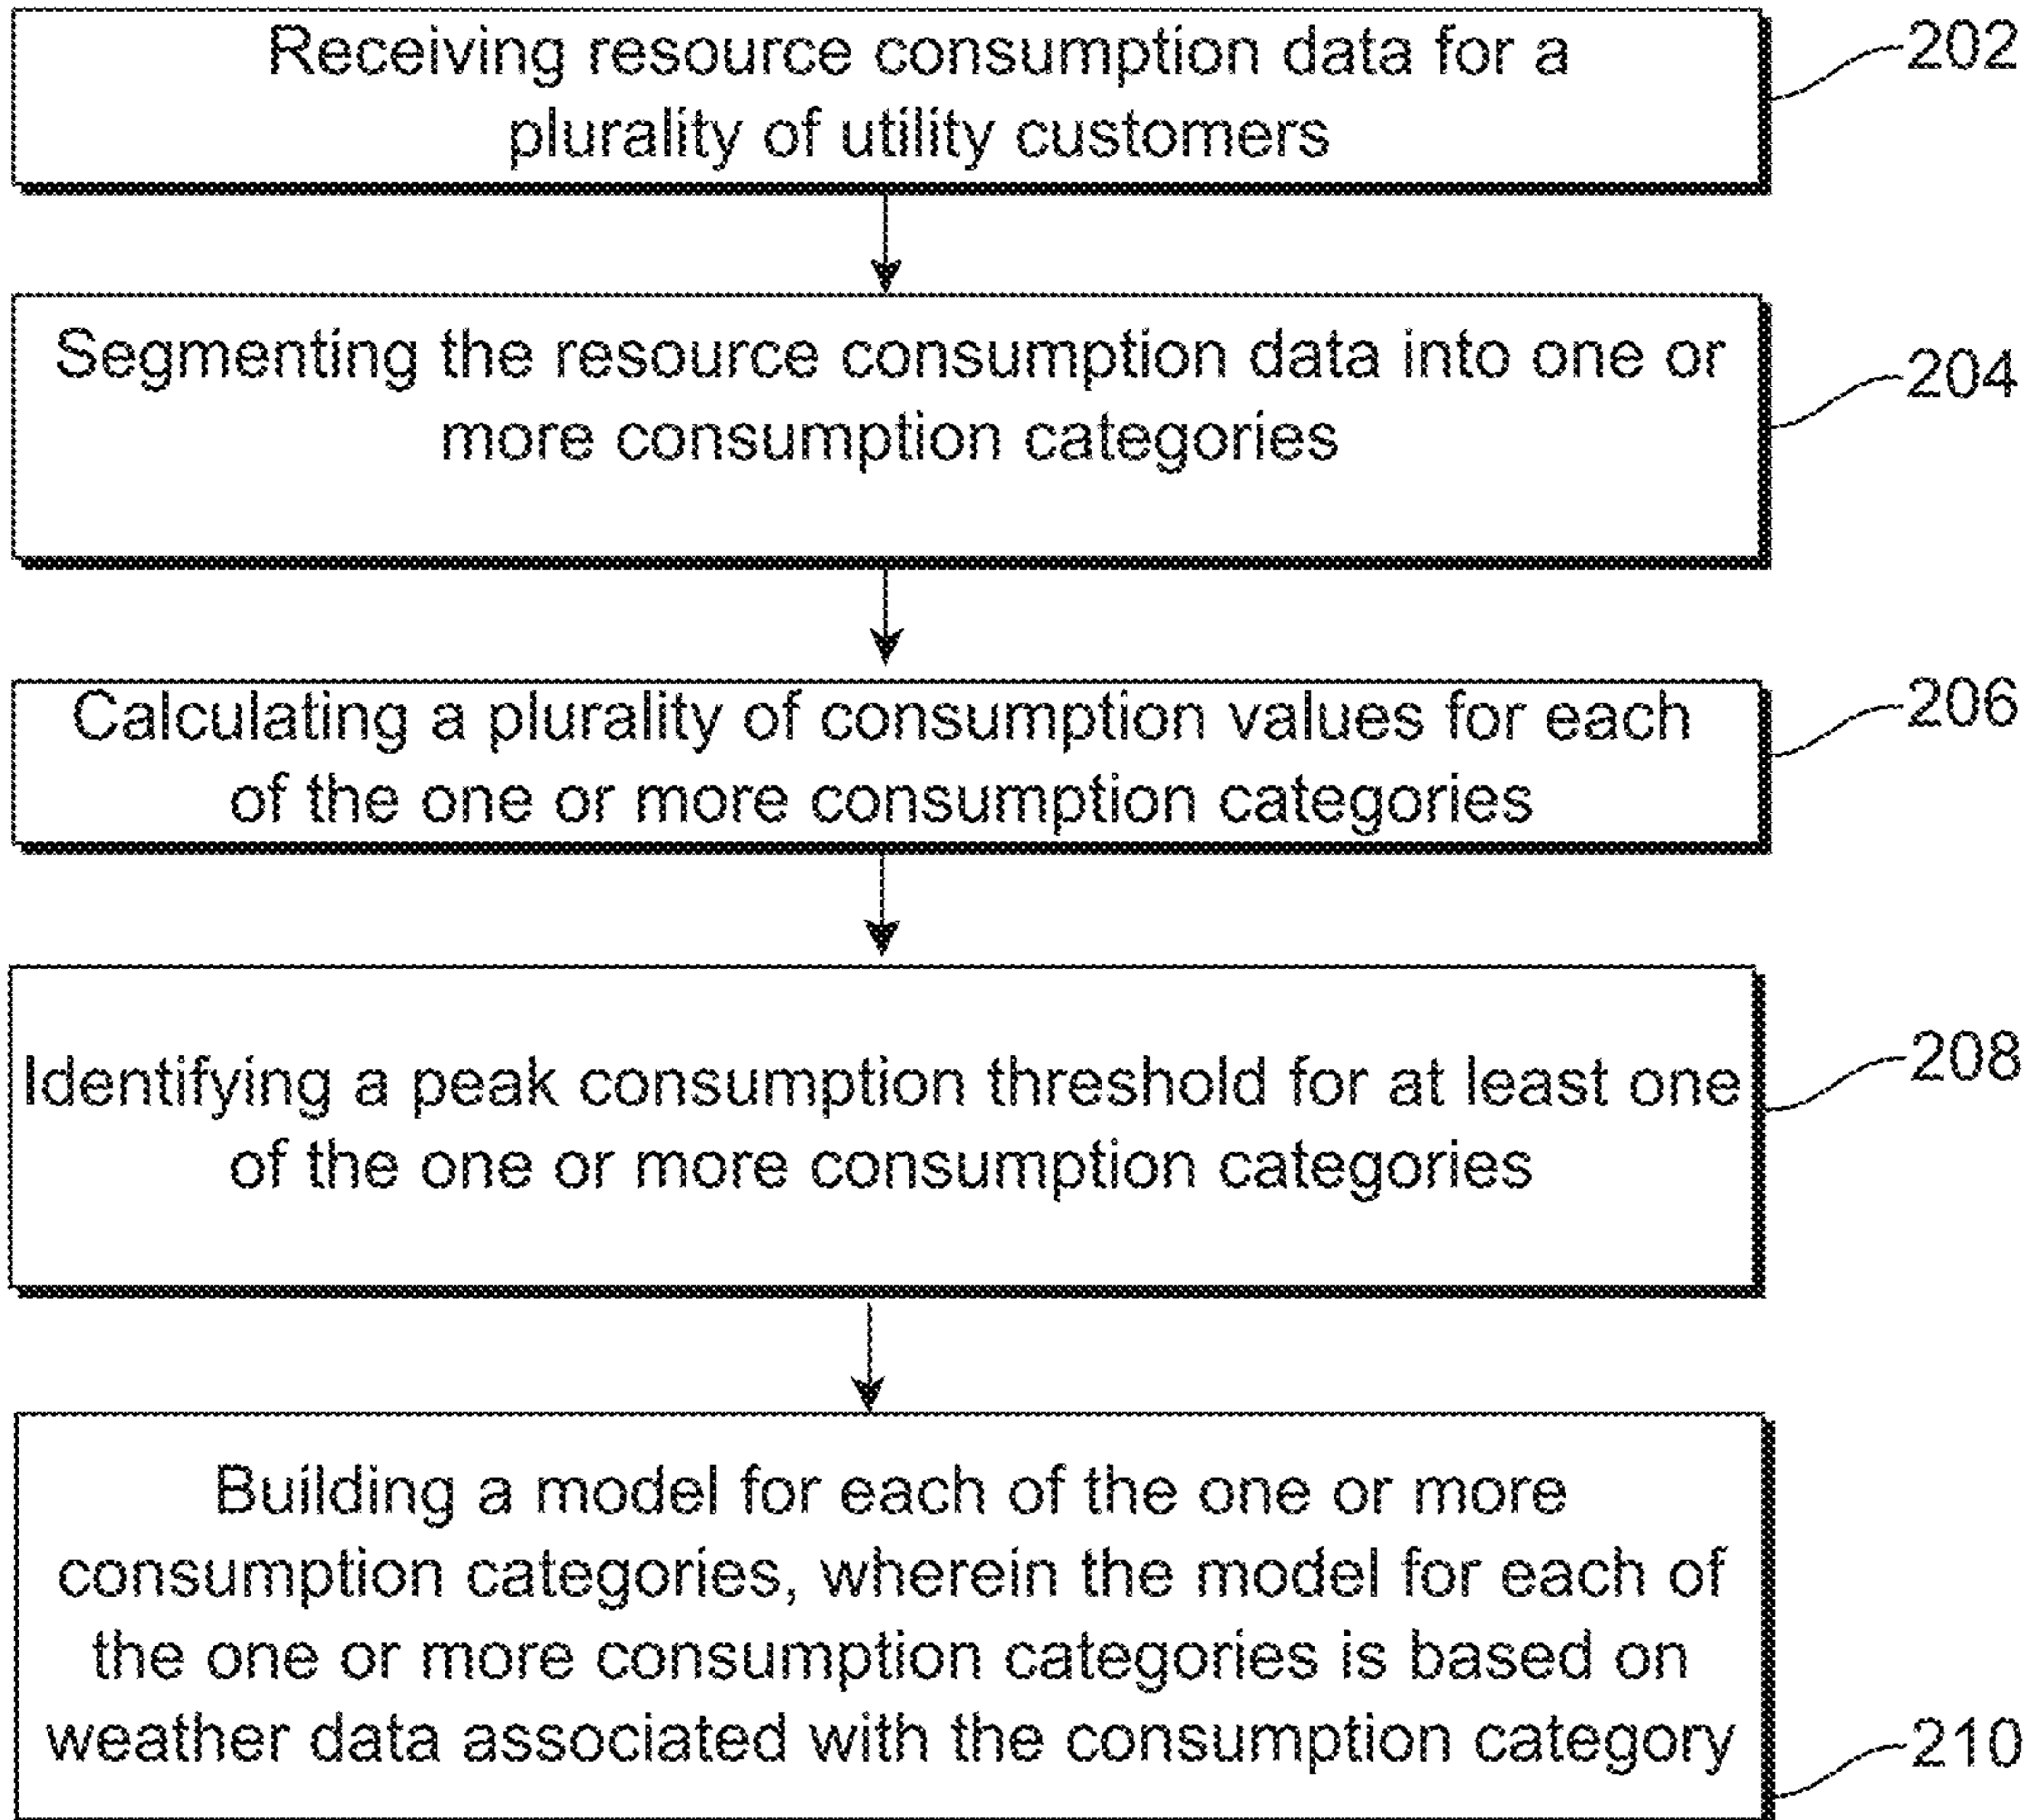 Receiving resource consumption data for a
plurality of utility customers
202
Segmenting the resource consumption data into one or
more consumption categories
204
Calculating a plurality of consumption values for each
of the one or more consumption categories
206
Identifying a peak consumption threshold for at least one
of the one or more consumption categories
208
Building a model for each of the one or more
consumption categories, wherein the model for each of
the one or more consumption categories is based on
weather data associated with the consumption category
210